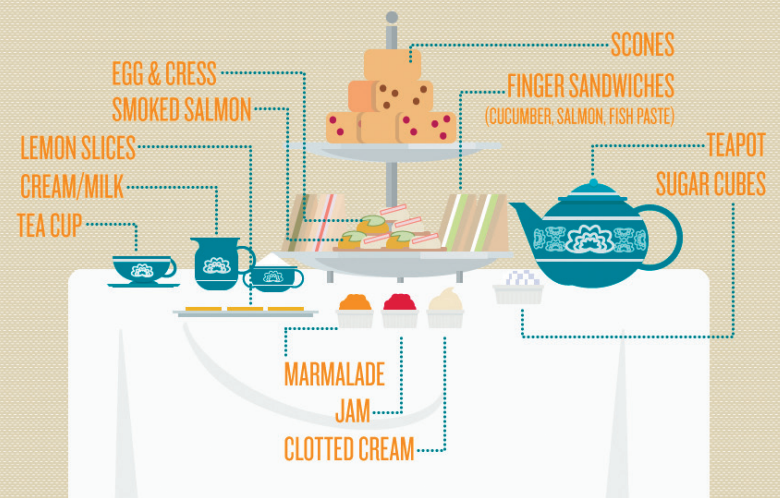 SCONES
EGG & CRESS
FINGER SANDWICHES
(CUCUMBER, SALMON, FISH PASTE)
SMOKED SALMON
LEMON SLICES
TEAPOT
CREAM/MILK
SUGAR CUBES
TEA CUP
MARMALADE
JAM
CLOTTED CREAM